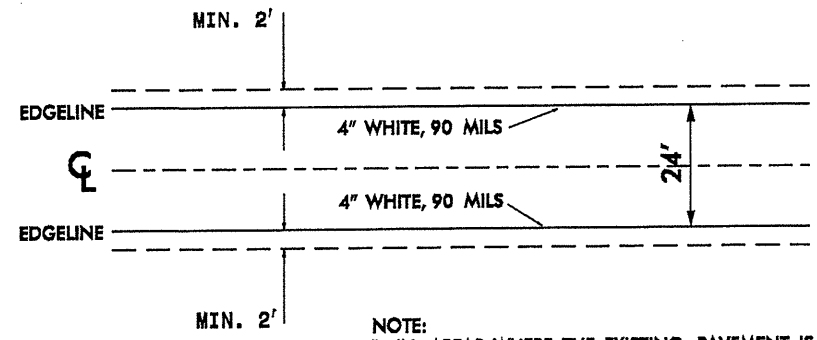 MIN. 2'
EDGELINE
4" WHITE, 90 MILS
℄
24'
4" WHITE, 90 MILS
EDGELINE
MIN. 2'
NOTE: